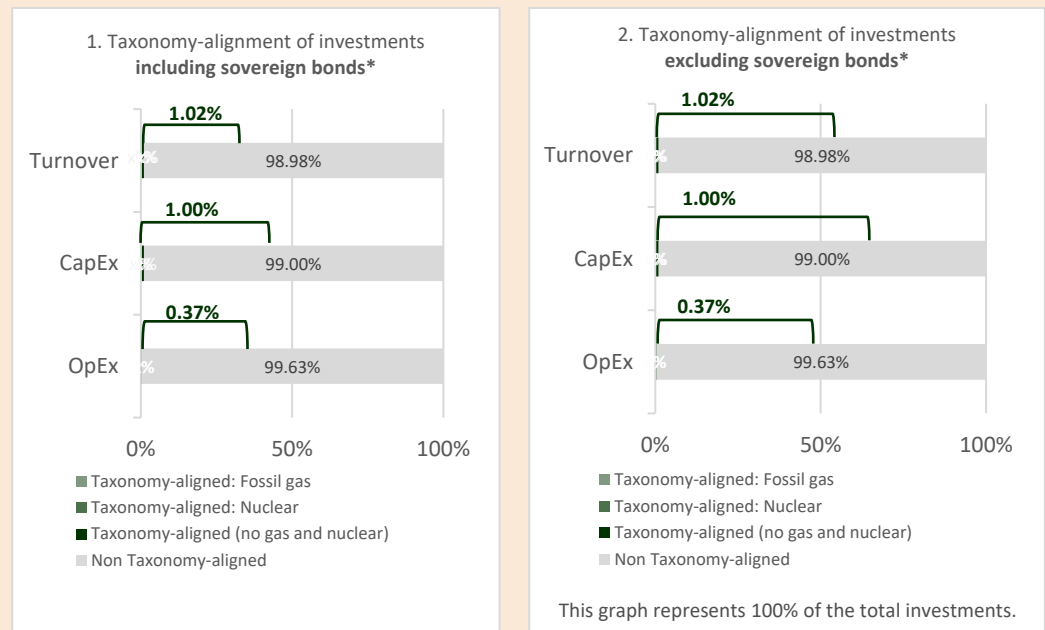 1. Taxonomy-alignment of investments
including sovereign bonds*
1.02%
Turnover
98.98%
1.00%
CapEx
99.00%
0.37%
OpEx
99.63%
0%
50%
100%
Taxonomy-aligned: Fossil gas
Taxonomy-aligned: Nuclear
Taxonomy-aligned (no gas and nuclear)
Non Taxonomy-aligned
2. Taxonomy-alignment of investments
excluding sovereign bonds*
1.02%
Turnover
98.98%
1.00%
CapEx
99.00%
0.37%
OpEx
99.63%
0%
50%
100%
Taxonomy-aligned: Fossil gas
Taxonomy-aligned: Nuclear
Taxonomy-aligned (no gas and nuclear)
Non Taxonomy-aligned
This graph represents 100% of the total investments.